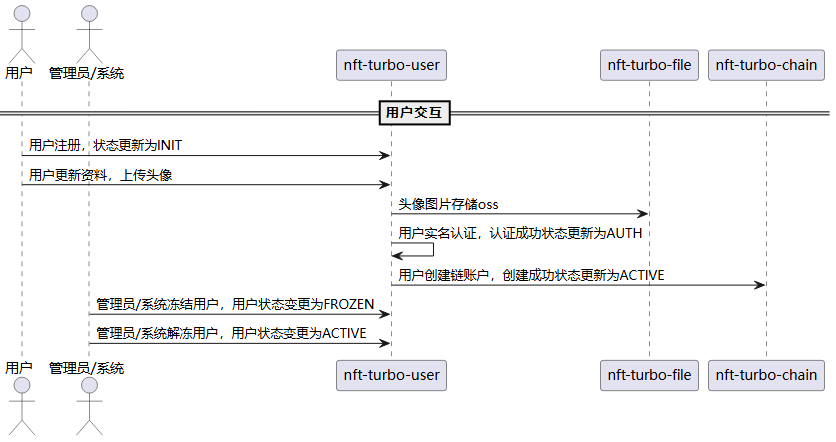 用户
管理员/系统
nft-turbo-user
nft-turbo-file
nft-turbo-chain
用户交互
用户注册，状态更新为INIT
用户更新资料，上传头像
头像图片存储oss
用户实名认证，认证成功状态更新为AUTH
用户创建链账户，创建成功状态更新为ACTIVE
管理员/系统冻结用户，用户状态变更为FROZEN
管理员/系统解冻用户，用户状态变更为ACTIVE
用户
管理员/系统
nft-turbo-user
nft-turbo-file
nft-turbo-chain